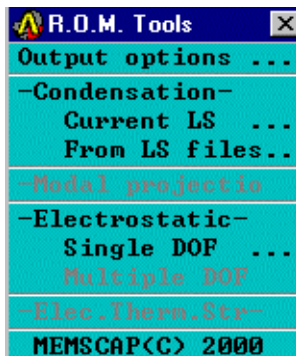 R.O.M. Tools
Output options ...
-Condensation-
Current LS ...
From LS files..
-Modal projectio
-Electrostatic-
Single DOF ...
Multiple DOF
-Elec.Therm.Str-
MEMSCAP(C) 2000